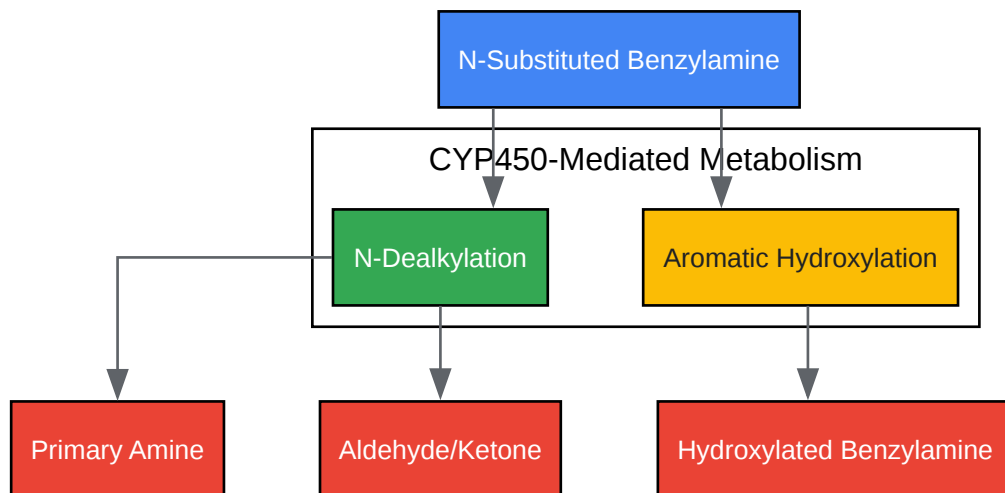 N-Substituted Benzylamine
CYP450-Mediated Metabolism
N-Dealkylation
Aromatic Hydroxylation
Primary Amine
Aldehyde/Ketone
Hydroxylated Benzylamine